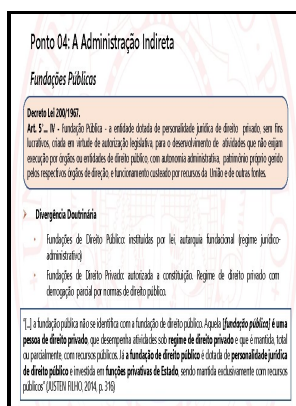 Ponto 04: A Administração Indireta
Fundações Públicas
Decreto Lei 200/1967.
Art. 5º... IV - Fundação Pública - a entidade dotada de personalidade jurídica de direito privado, sem fins
lucrativos, criada em virtude de autorização legislativa, para o desenvolvimento de atividades que não exijam
execução por órgãos ou entidades de direito público, com autonomia administrativa, patrimônio próprio gerido
pelos respectivos órgãos de direção, e funcionamento custeado por recursos da União e de outras fontes.
Divergência Doutrinária
Fundações de Direito Público: instituídas por lei, autarquia fundacional (regime jurídico-
administrativo)
Fundações de Direito Privado: autorizada a constituição. Regime de direito privado com
derrogação parcial por normas de direito público.
"[...] a fundação pública não se identifica com a fundação de direito público. Aquela [fundação pública] é uma
pessoa de direito privado, que desempenha atividades sob regime de direito privado e que é mantida, total
ou parcialmente, com recursos públicos. Já a fundação de direito público é dotada de personalidade jurídica
de direito público e investida em funções privativas de Estado, sendo mantida exclusivamente com recursos
públicos" (JUSTEN FILHO, 2014, p. 316)